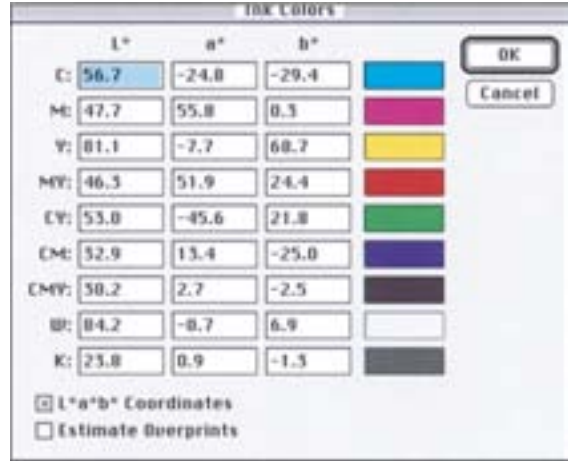 Ink Colors
L* a* b*
OK
C: 56.7 -24.0 -29.4
Cancel
M: 47.7 55.8 0.3
Y: 81.1 -7.7 60.7
MY: 46.3 51.9 24.4
CY: 53.0 -45.6 21.8
CM: 32.9 13.4 -25.0
CMY: 30.2 2.7 -2.5
W: 84.2 -0.7 6.9
K: 23.8 0.9 -1.3
L*a*b* Coordinates
Estimate Overprints